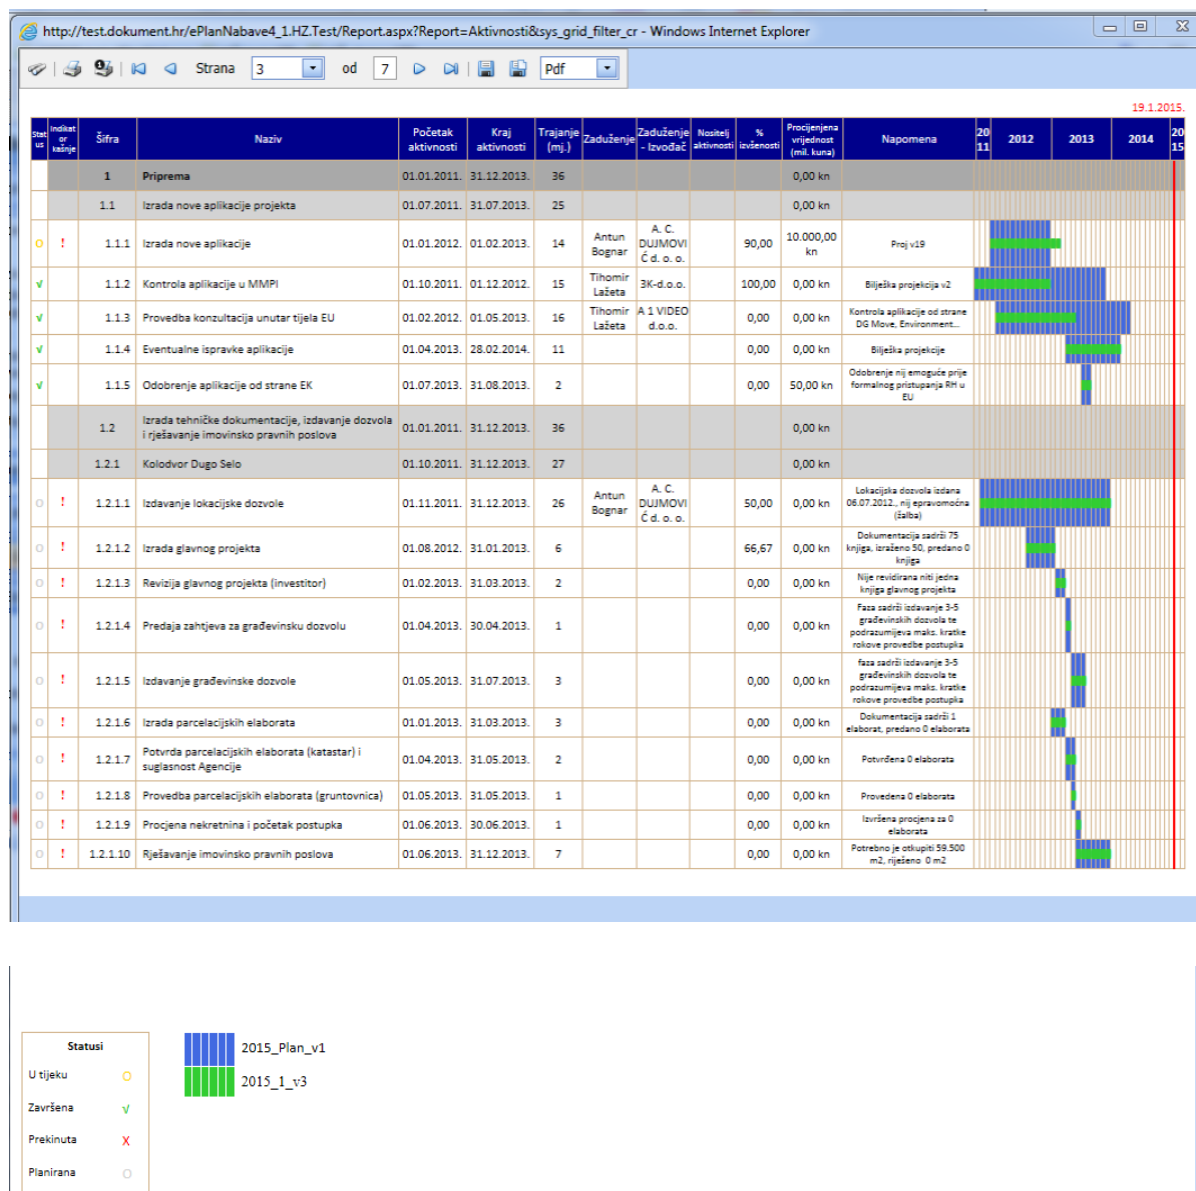 http://test.dokument.hr/ePlanNabave4_1.HZ.Test/Report.aspx?Report=Aktivnosti&sys_grid_filter_cr - Windows Internet Explorer
Strana 3 od 7 Pdf
19.1.2015.
Stat us Indikat or kašnje Šifra Naziv Početak aktivnosti Kraj aktivnosti Trajanje (mj.) Zaduženje Zaduženje - Izvođač Nositelj aktivnosti % izvšenosti Procijenjena vrijednost (mil. kuna) Napomena 20 11 2012 2013 2014 20 15
1 Priprema 01.01.2011. 31.12.2013. 36 0,00 kn
1.1 Izrada nove aplikacije projekta 01.07.2011. 31.07.2013. 25 0,00 kn
O ! 1.1.1 Izrada nove aplikacije 01.01.2012. 01.02.2013. 14 Antun Bognar A. C. DUJMOVI Ć d. o. o. 90,00 10.000,00 kn Proj v19
√ 1.1.2 Kontrola aplikacije u MMPI 01.10.2011. 01.12.2012. 15 Tihomir Lažeta 3K-d.o.o. 100,00 0,00 kn Bilješka projekcija v2
√ 1.1.3 Provedba konzultacija unutar tijela EU 01.02.2012. 01.05.2013. 16 Tihomir Lažeta A 1 VIDEO d.o.o. 0,00 0,00 kn Kontrola aplikacije od strane DG Move, Environment...
√ 1.1.4 Eventualne ispravke aplikacije 01.04.2013. 28.02.2014. 11 0,00 0,00 kn Bilješka projekcije
√ 1.1.5 Odobrenje aplikacije od strane EK 01.07.2013. 31.08.2013. 2 0,00 50,00 kn Odobrenje nij emoguće prije formalnog pristupanja RH u EU
1.2 Izrada tehničke dokumentacije, izdavanje dozvola i rješavanje imovinsko pravnih poslova 01.01.2011. 31.12.2013. 36 0,00 kn
1.2.1 Kolodvor Dugo Selo 01.10.2011. 31.12.2013. 27 0,00 kn
O ! 1.2.1.1 Izdavanje lokacijske dozvole 01.11.2011. 31.12.2013. 26 Antun Bognar A. C. DUJMOVI Ć d. o. o. 50,00 0,00 kn Lokacijska dozvola izdana 06.07.2012., nij epravomoćna (žalba)
O ! 1.2.1.2 Izrada glavnog projekta 01.08.2012. 31.01.2013. 6 66,67 0,00 kn Dokumentacija sadrži 75 knjiga, izraženo 50, predano 0 knjiga
O ! 1.2.1.3 Revizija glavnog projekta (investitor) 01.02.2013. 31.03.2013. 2 0,00 0,00 kn Nije revidirana niti jedna knjiga glavnog projekta
O ! 1.2.1.4 Predaja zahtjeva za građevinsku dozvolu 01.04.2013. 30.04.2013. 1 0,00 0,00 kn Faza sadrži izdavanje 3-5 građevinskih dozvola te podrazumijeva maks. kratke rokove provedbe postupka
O ! 1.2.1.5 Izdavanje građevinske dozvole 01.05.2013. 31.07.2013. 3 0,00 0,00 kn faza sadrži izdavanje 3-5 građevinskih dozvola te podrazumijeva maks. kratke rokove provedbe postupka
O ! 1.2.1.6 Izrada parcelacijskih elaborata 01.01.2013. 31.03.2013. 3 0,00 0,00 kn Dokumentacija sadrži 1 elaborat, predano 0 elaborata
O ! 1.2.1.7 Potvrda parcelacijskih elaborata (katastar) i suglasnost Agencije 01.04.2013. 31.05.2013. 2 0,00 0,00 kn Potvrđena 0 elaborata
O ! 1.2.1.8 Provedba parcelacijskih elaborata (gruntovnica) 01.05.2013. 31.05.2013. 1 0,00 0,00 kn Provedena 0 elaborata
O ! 1.2.1.9 Procjena nekretnina i početak postupka 01.06.2013. 30.06.2013. 1 0,00 0,00 kn Izvršena procjena za 0 elaborata
O ! 1.2.1.10 Rješavanje imovinsko pravnih poslova 01.06.2013. 31.12.2013. 7 0,00 0,00 kn Potrebno je otkupiti 59.500 m2, riješeno 0 m2
Statusi
U tijeku O
Završena √
Prekinuta X
Planirana O
2015_Plan_v1
2015_1_v3